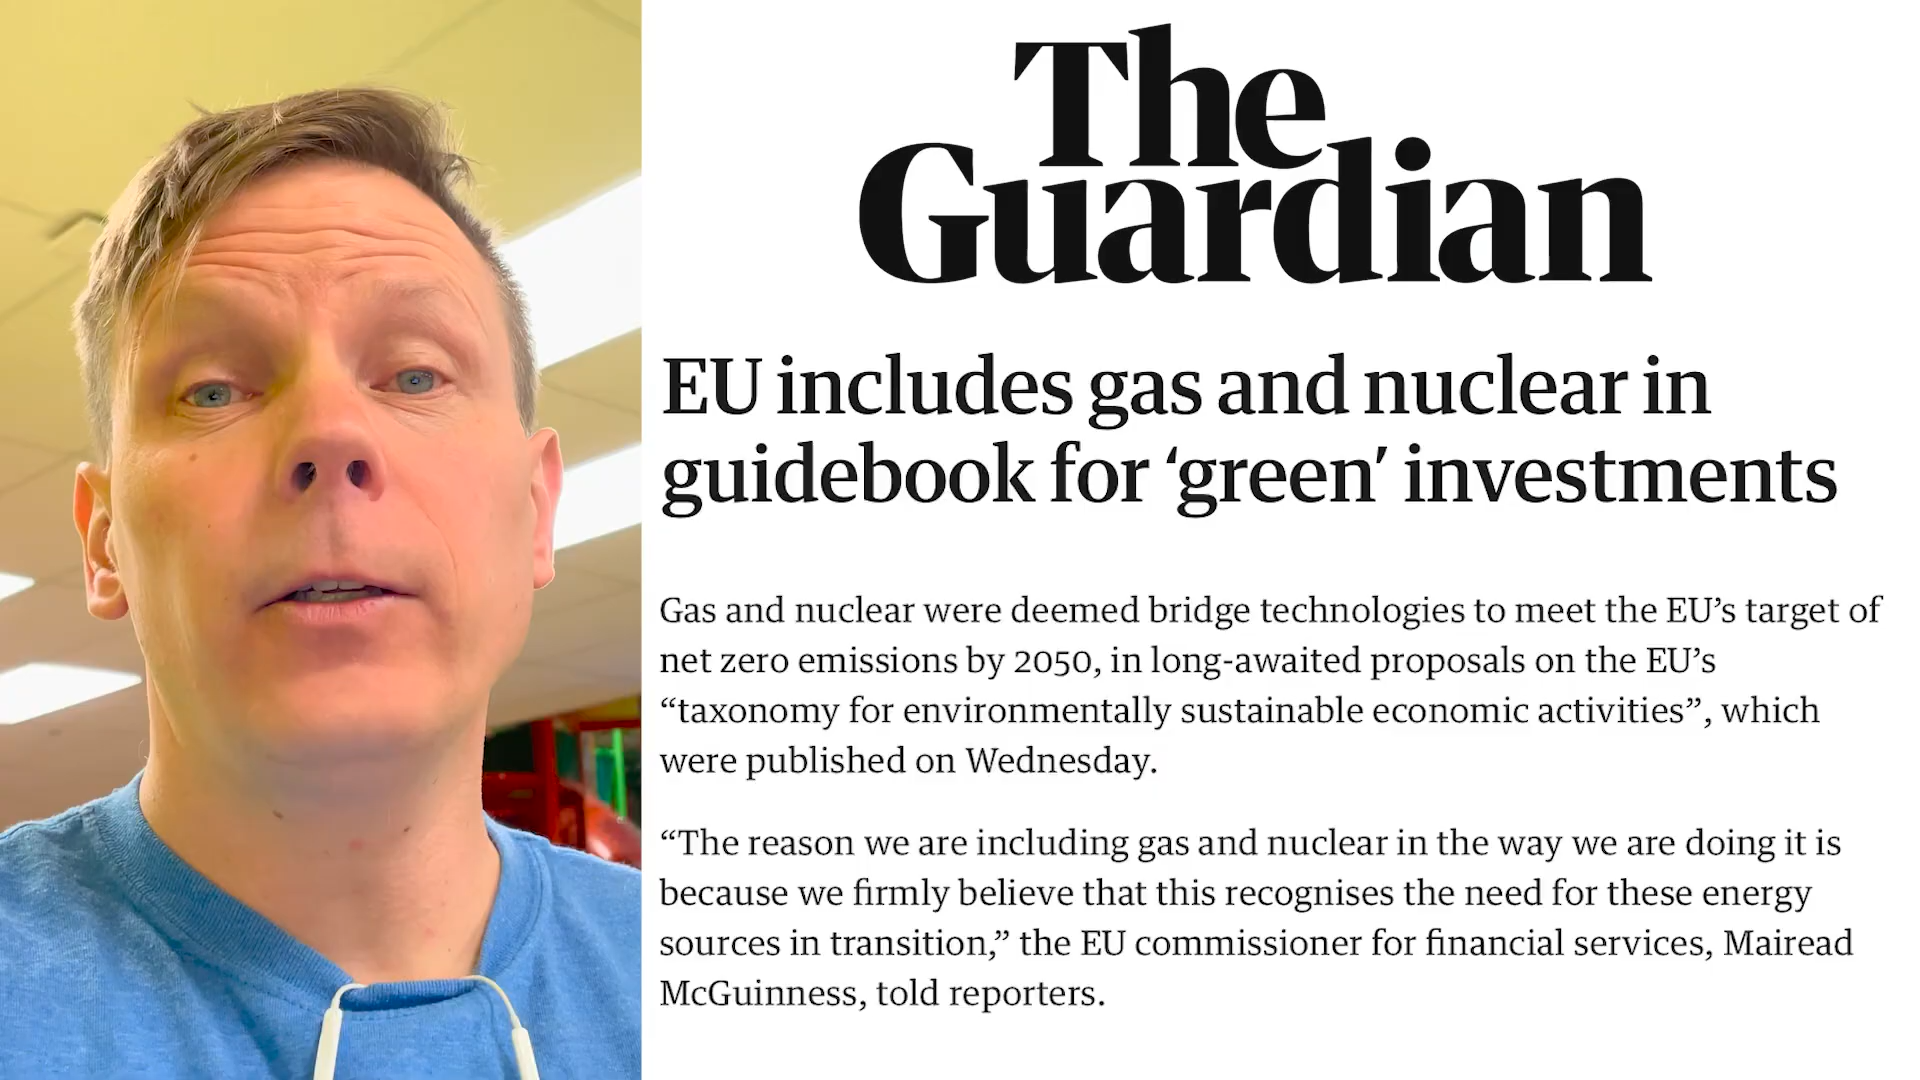 The
Guardian
EU includes gas and nuclear in
guidebook for ‘green’ investments
Gas and nuclear were deemed bridge technologies to meet the EU’s target of
net zero emissions by 2050, in long-awaited proposals on the EU’s
“taxonomy for environmentally sustainable economic activities”, which
were published on Wednesday.
“The reason we are including gas and nuclear in the way we are doing it is
because we firmly believe that this recognises the need for these energy
sources in transition,” the EU commissioner for financial services, Mairead
McGuinness, told reporters.